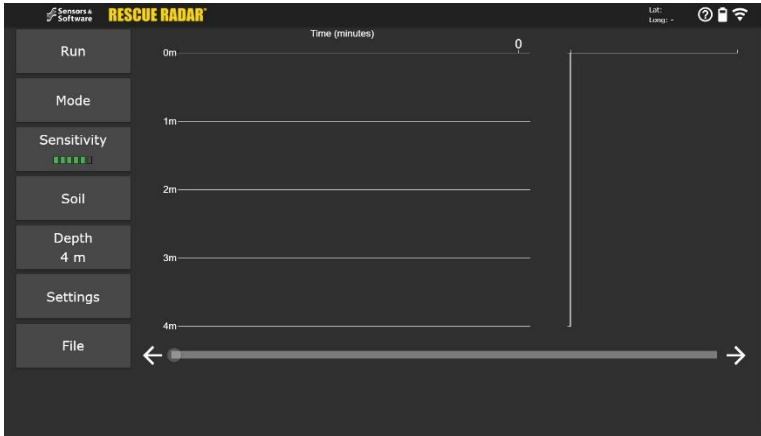 Sensors &
Software
RESCUE RADAR®
Lat:
Long: -
Run
Mode
Sensitivity
Soil
Depth
4 m
Settings
File
Time (minutes)
0
0m
1m
2m
3m
4m